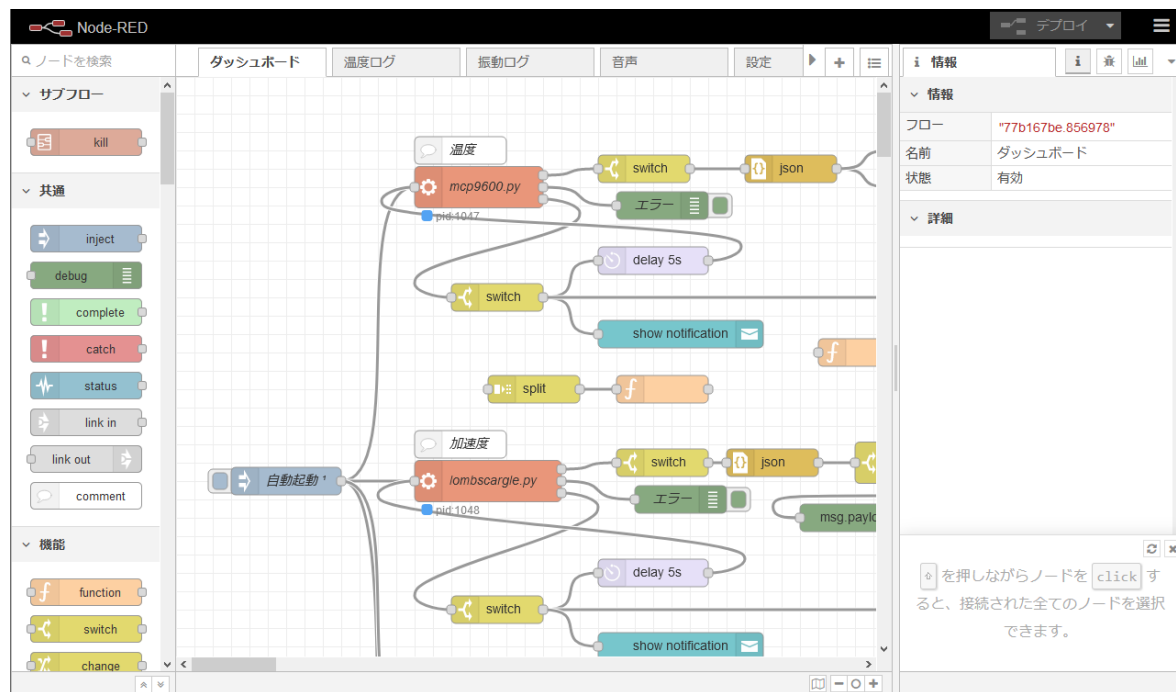 Node-RED
デプロイ
ノードを検索
サブフロー
kill
共通
inject
debug
complete
catch
status
link in
link out
comment
機能
function
switch
change
ダッシュボード
温度ログ
振動ログ
音声
設定
温度
mcp9600.py
pid:1047
switch
json
エラー
delay 5s
switch
show notification
split
加速度
自動起動 ¹
lombscargle.py
pid:1048
switch
json
エラー
delay 5s
switch
show notification
情報
情報
フロー "77b167be.856978"
名前 ダッシュボード
状態 有効
詳細
⇧ を押しながらノードを click す
ると、接続された全てのノードを選択
できます。